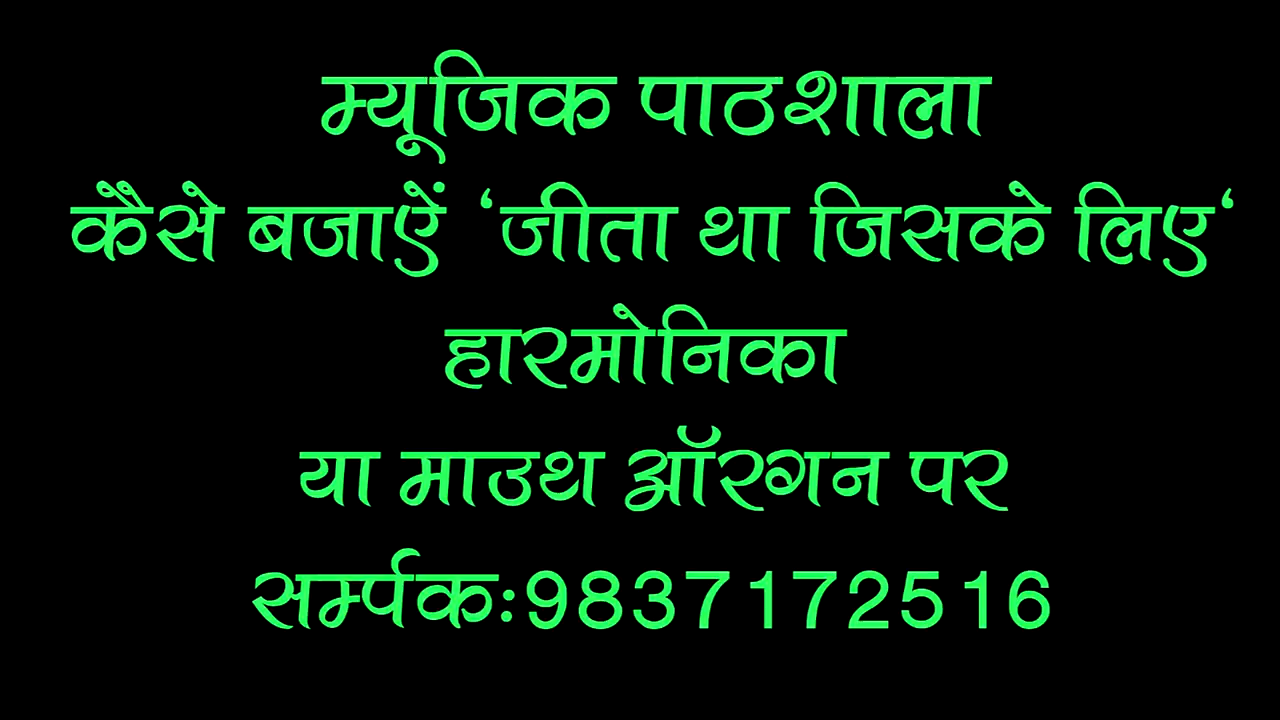 म्यूजिक पाठशाला
कैसे बजाऐं ‘जीता था जिसके लिए‘
हारमोनिका
या माउथ ऑरगन पर
सर्म्पक:9837172516